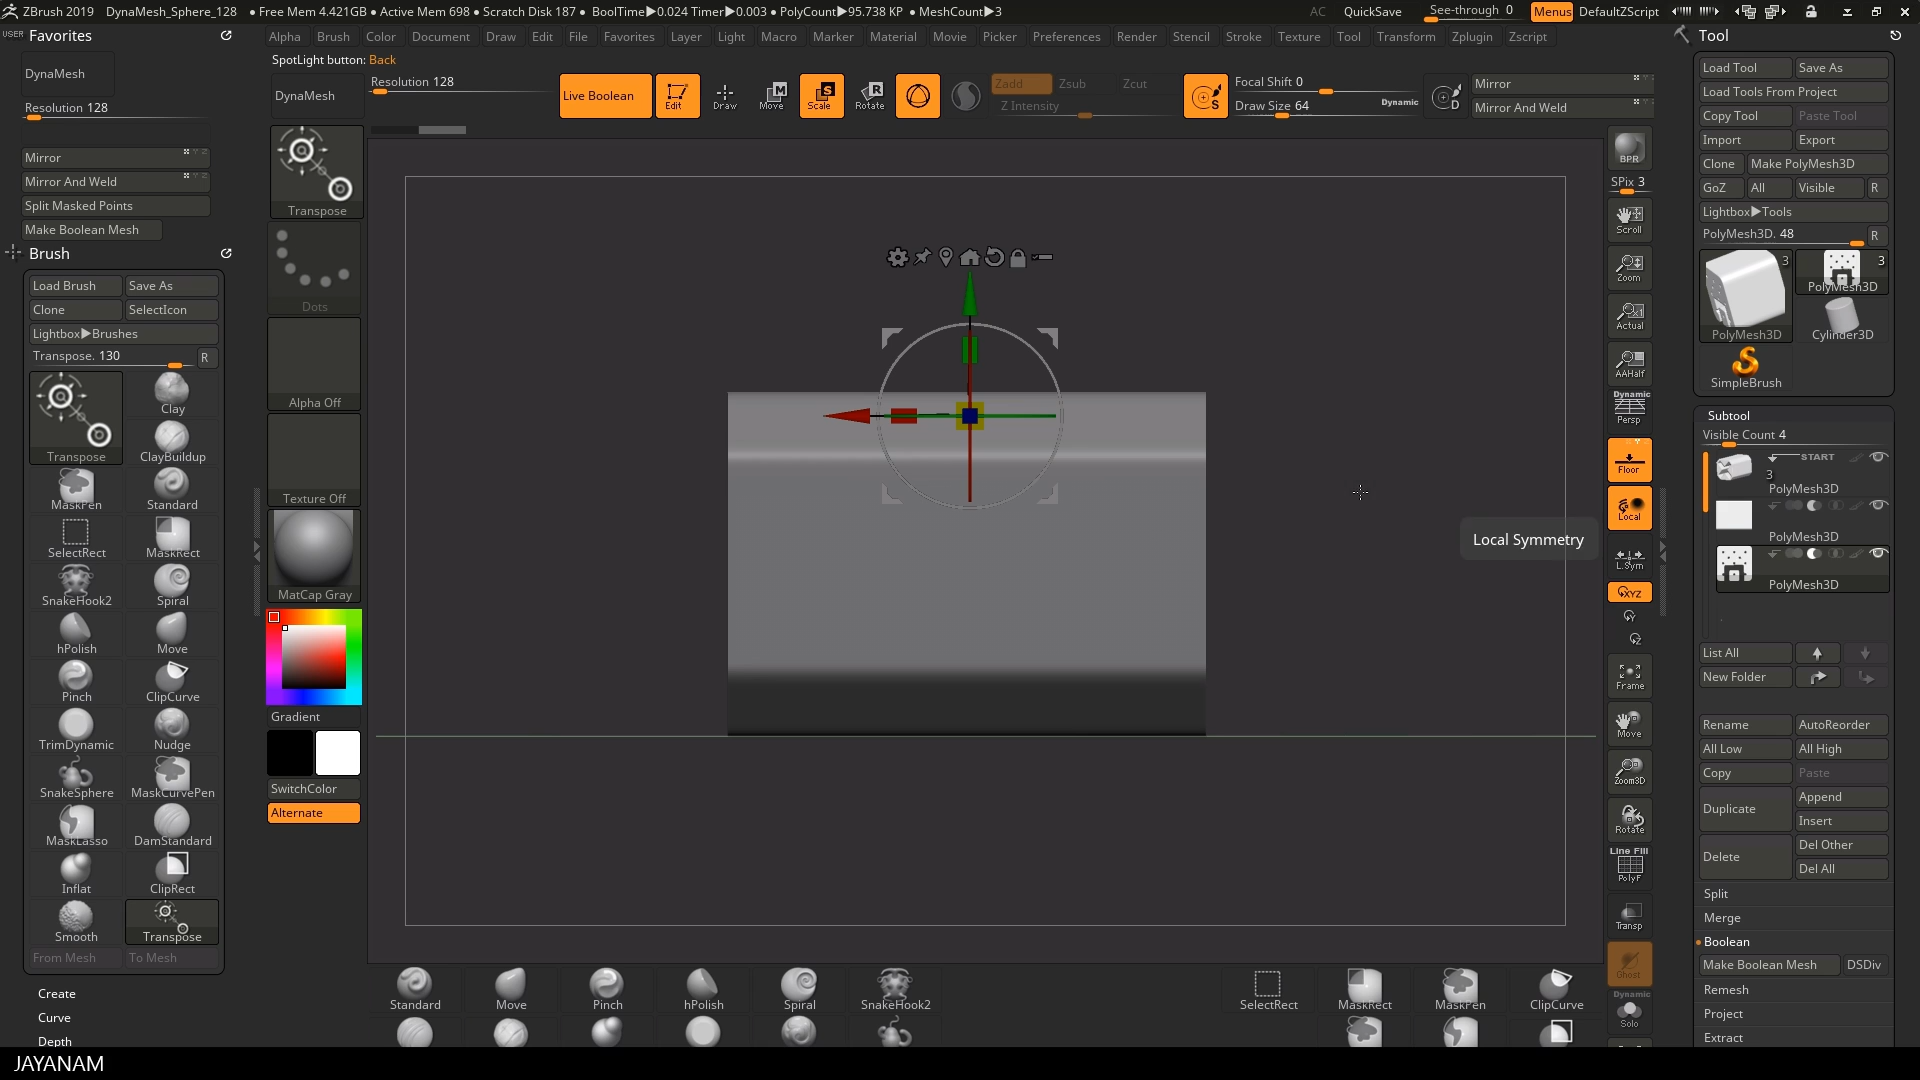 ZBrush 2019 DynaMesh_Sphere_128 • Free Mem 4.421GB • Active Mem 698 • Scratch Disk 187 • BoolTime▶0.024 Timer▶0.003 • PolyCount▶95.738 KP • MeshCount▶3 AC QuickSave See-through 0 Menus DefaultZScript
USER Favorites
Alpha Brush Color Document Draw Edit File Favorites Layer Light Macro Marker Material Movie Picker Preferences Render Stencil Stroke Texture Tool Transform Zplugin Zscript
Tool
SpotLight button: Back
DynaMesh
Resolution 128
Mirror
Mirror And Weld
Split Masked Points
Make Boolean Mesh
Brush
Load Brush Save As
Clone SelectIcon
Lightbox▶Brushes
Transpose. 130 R
Transpose
Clay
ClayBuildup
MaskPen Standard
SelectRect MaskRect
SnakeHook2 Spiral
hPolish Move
Pinch ClipCurve
TrimDynamic Nudge
SnakeSphere MaskCurvePen
MaskLasso DamStandard
Inflat ClipRect
Smooth Transpose
From Mesh To Mesh
Create
Curve
Depth
JAYANAM
DynaMesh
Resolution 128
Live Boolean
Edit
Draw
Move
Scale
Rotate
Zadd Zsub Zcut
Z Intensity
Focal Shift 0
Draw Size 64
Dynamic
Mirror
Mirror And Weld
Transpose
Dots
Alpha Off
Texture Off
MatCap Gray
Gradient
SwitchColor
Alternate
Local Symmetry
Standard Move Pinch hPolish Spiral SnakeHook2 SelectRect MaskRect MaskPen ClipCurve
BPR
SPix 3
Scroll
Zoom
Actual
AAHalf
Dynamic
Persp
Floor
Local
L.Sym
XYZ
Y
Z
Frame
Move
Zoom3D
Rotate
Line Fill
PolyF
Transp
Ghost
Dynamic
Solo
Load Tool Save As
Load Tools From Project
Copy Tool Paste Tool
Import Export
Clone Make PolyMesh3D
GoZ All Visible R
Lightbox▶Tools
PolyMesh3D. 48 R
3
PolyMesh3D
3
PolyMesh3D
Cylinder3D
SimpleBrush
Subtool
Visible Count 4
START
3
PolyMesh3D
PolyMesh3D
PolyMesh3D
List All
New Folder
Rename AutoReorder
All Low All High
Copy Paste
Duplicate Append
Insert
Delete Del Other
Del All
Split
Merge
Boolean
Make Boolean Mesh DSDiv
Remesh
Project
Extract